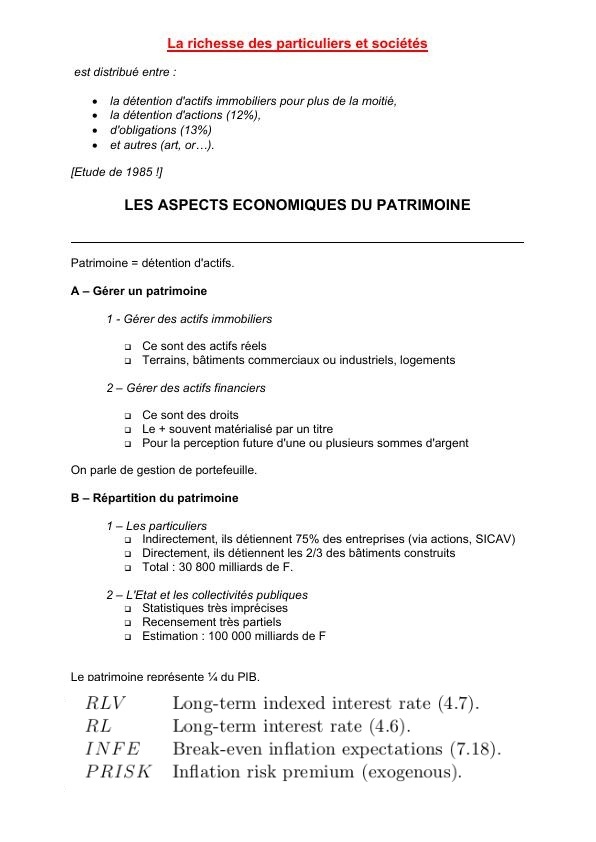 La richesse des particuliers et sociétés
est distribué entre :
• la détention d'actifs immobiliers pour plus de la moitié,
• la détention d'actions (12%),
• d'obligations (13%)
• et autres (art, or…).
[Etude de 1985 !]
LES ASPECTS ECONOMIQUES DU PATRIMOINE
Patrimoine = détention d'actifs.
A – Gérer un patrimoine
1 - Gérer des actifs immobiliers
❑ Ce sont des actifs réels
❑ Terrains, bâtiments commerciaux ou industriels, logements
2 – Gérer des actifs financiers
❑ Ce sont des droits
❑ Le + souvent matérialisé par un titre
❑ Pour la perception future d'une ou plusieurs sommes d'argent
On parle de gestion de portefeuille.
B – Répartition du patrimoine
1 – Les particuliers
❑ Indirectement, ils détiennent 75% des entreprises (via actions, SICAV)
❑ Directement, ils détiennent les 2/3 des bâtiments construits
❑ Total : 30 800 milliards de F.
2 – L'Etat et les collectivités publiques
❑ Statistiques très imprécises
❑ Recensement très partiels
❑ Estimation : 100 000 milliards de F
Le patrimoine représente ¼ du PIB.
RLV Long-term indexed interest rate (4.7).
RL Long-term interest rate (4.6).
INFE Break-even inflation expectations (7.18).
PRISK Inflation risk premium (exogenous).